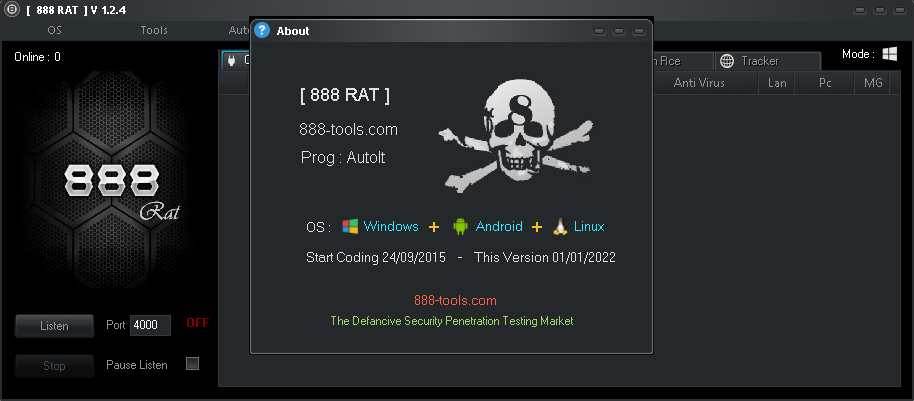 [ 888 RAT ] V 1.2.4
OS Tools Aut
Online : 0
About
n Rce
Tracker
Mode :
Anti Virus Lan Pc MG
888
Rat
[ 888 RAT ]
888-tools.com
Prog : AutoIt
8
OS : Windows + Android + Linux
Start Coding 24/09/2015 - This Version 01/01/2022
888-tools.com
The Defancive Security Penetration Testing Market
Listen Port 4000 OFF
Stop Pause Listen